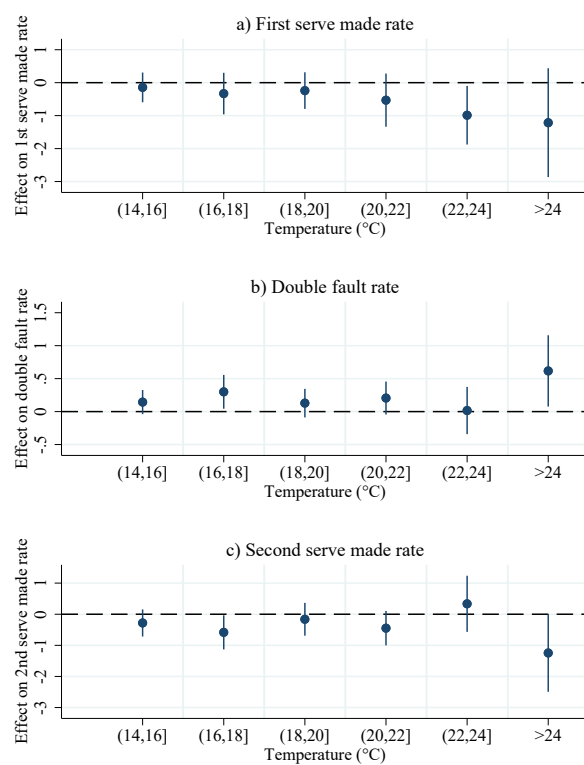 a) First serve made rate
Effect on 1st serve made rate
1
0
-1
-2
-3
(14,16] (16,18] (18,20] (20,22] (22,24] >24
Temperature (°C)
b) Double fault rate
Effect on double fault rate
1.5
1
.5
0
-.5
(14,16] (16,18] (18,20] (20,22] (22,24] >24
Temperature (°C)
c) Second serve made rate
Effect on 2nd serve made rate
1
0
-1
-2
-3
(14,16] (16,18] (18,20] (20,22] (22,24] >24
Temperature (°C)